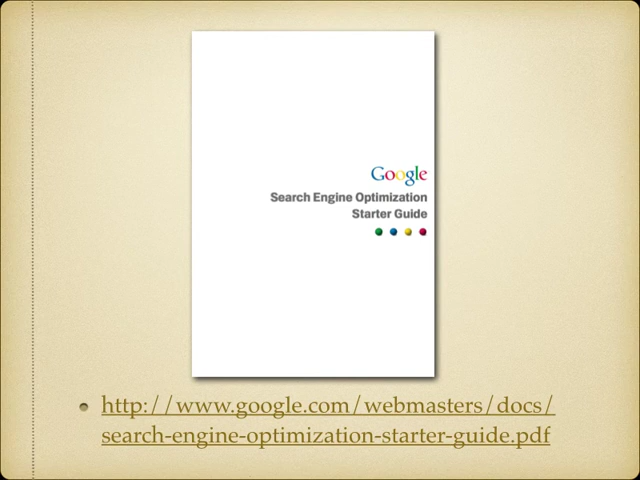 Google
Search Engine Optimization
Starter Guide
http://www.google.com/webmasters/docs/
search-engine-optimization-starter-guide.pdf